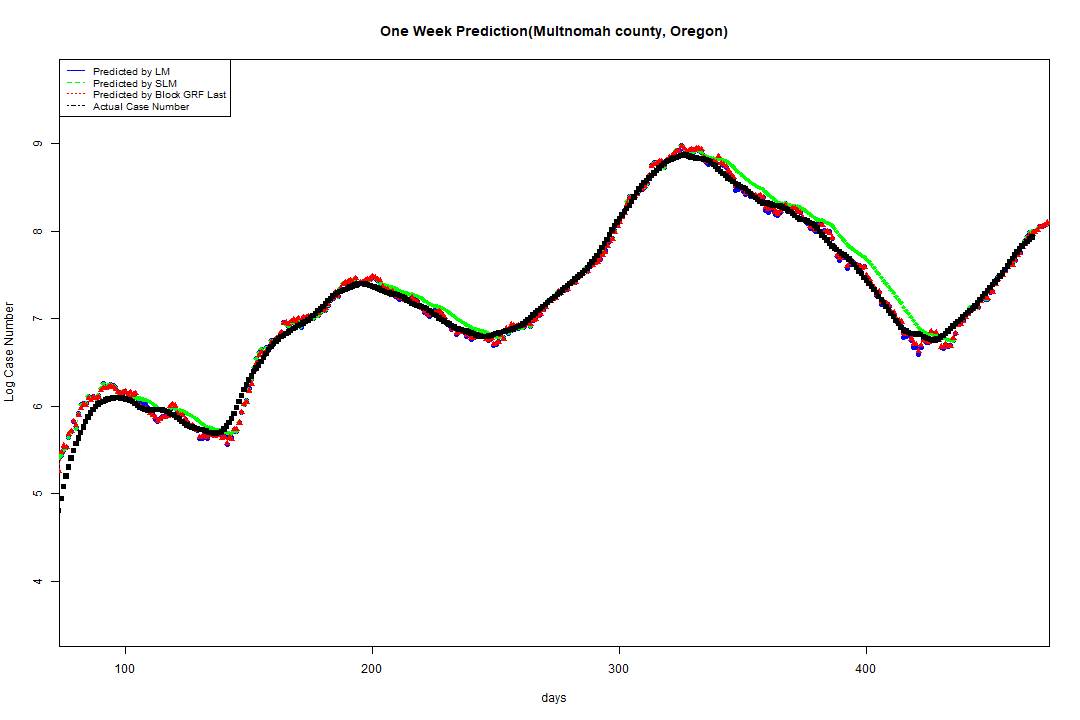 One Week Prediction(Multnomah county, Oregon)
Predicted by LM
Predicted by SLM
Predicted by Block GRF Last
Actual Case Number
9
8
7
6
5
4
Log Case Number
100 200 300 400
days